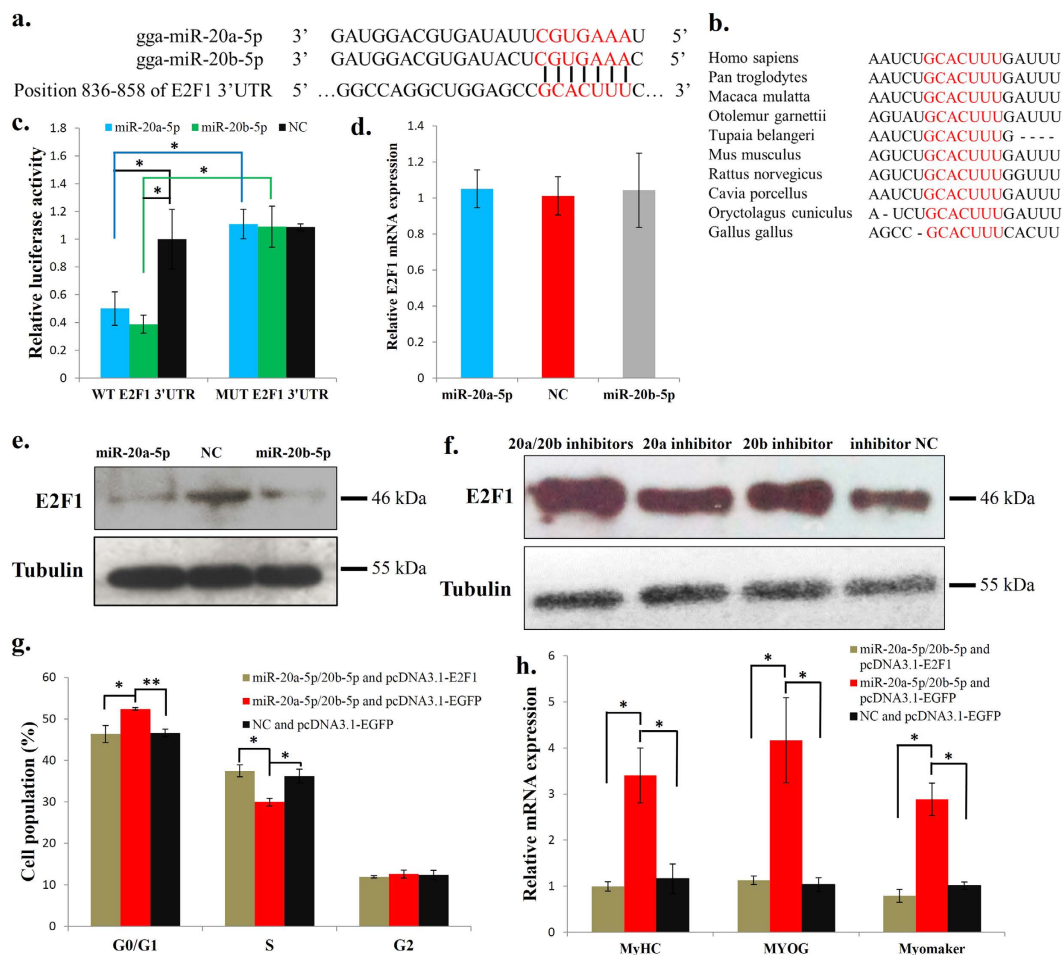 a.
gga-miR-20a-5p 3’ GAUGGACGUGAUAUUCGUGAAAU 5’
gga-miR-20b-5p 3’ GAUGGACGUGAUACUCGUGAAAC 5’
Position 836-858 of E2F1 3’UTR 5’ …GGCCAGGCUGGAGCCGCACUUUC… 3’
b.
Homo sapiens AAUCUGCACUUUGAUUU
Pan troglodytes AAUCUGCACUUUGAUUU
Macaca mulatta AAUCUGCACUUUGAUUU
Otolemur garnettii AGUAUGCACUUUGAUUU
Tupaia belangeri AAUCUGCACUUUG - - - -
Mus musculus AGUCUGCACUUUGAUUU
Rattus norvegicus AGUCUGCACUUUGGUUU
Cavia porcellus AAUCUGCACUUUGAUUU
Oryctolagus cuniculus A - UCUGCACUUUGAUUU
Gallus gallus AGCC - GCACUUUCACUU
c.
miR-20a-5p miR-20b-5p NC
Relative luciferase activity
1.8
1.6
1.4
1.2
1
0.8
0.6
0.4
0.2
0
* * * *
WT E2F1 3'UTR MUT E2F1 3'UTR
d.
Relative E2F1 mRNA expression
1.4
1.2
1
0.8
0.6
0.4
0.2
0
miR-20a-5p NC miR-20b-5p
e.
miR-20a-5p NC miR-20b-5p
E2F1 46 kDa
Tubulin 55 kDa
f.
20a/20b inhibitors 20a inhibitor 20b inhibitor inhibitor NC
E2F1 46 kDa
Tubulin 55 kDa
g.
miR-20a-5p/20b-5p and pcDNA3.1-E2F1
miR-20a-5p/20b-5p and pcDNA3.1-EGFP
NC and pcDNA3.1-EGFP
Cell population (%)
60
50
40
30
20
10
0
* ** * *
G0/G1 S G2
h.
miR-20a-5p/20b-5p and
pcDNA3.1-E2F1
miR-20a-5p/20b-5p and
pcDNA3.1-EGFP
NC and pcDNA3.1-EGFP
Relative mRNA expression
6
5
4
3
2
1
0
* * * * * *
MyHC MYOG Myomaker